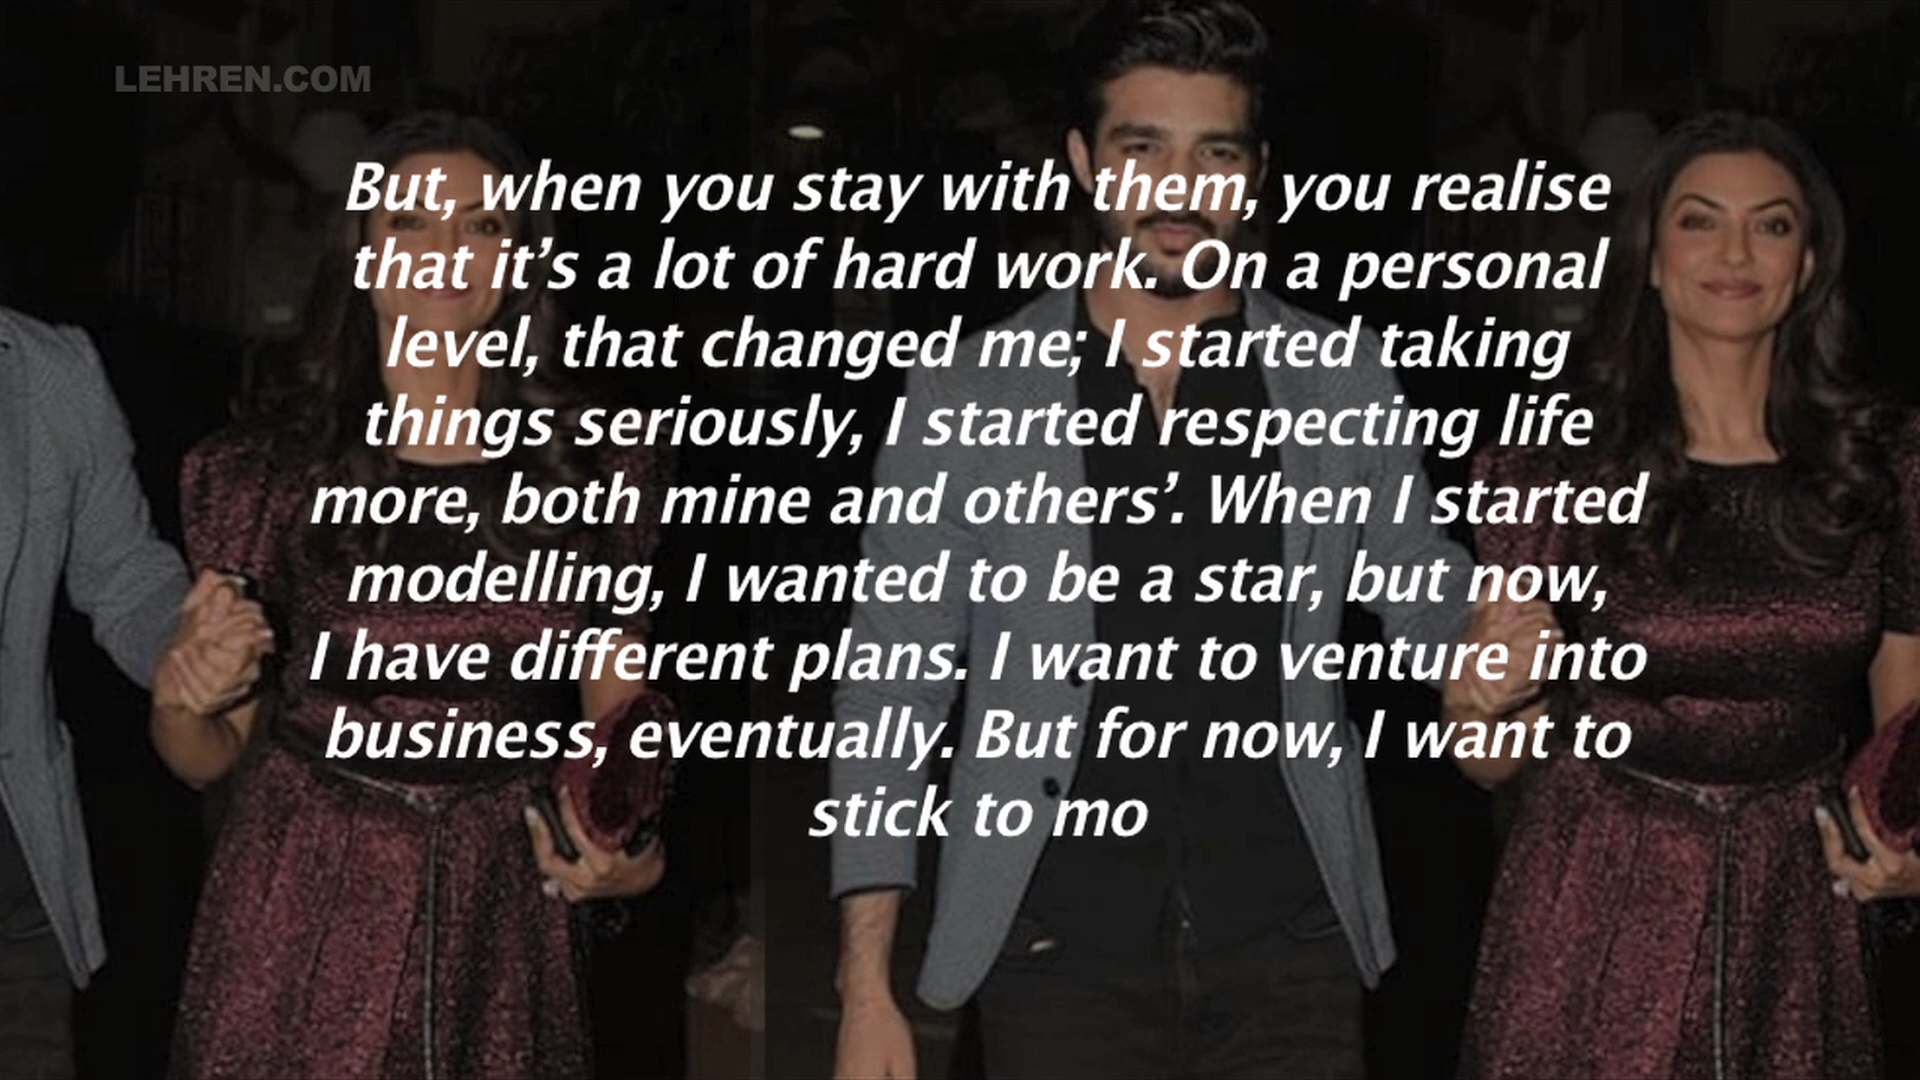 LEHREN.COM
But, when you stay with them, you realise
that it’s a lot of hard work. On a personal
level, that changed me; I started taking
things seriously, I started respecting life
more, both mine and others’. When I started
modelling, I wanted to be a star, but now,
I have different plans. I want to venture into
business, eventually. But for now, I want to
stick to mo